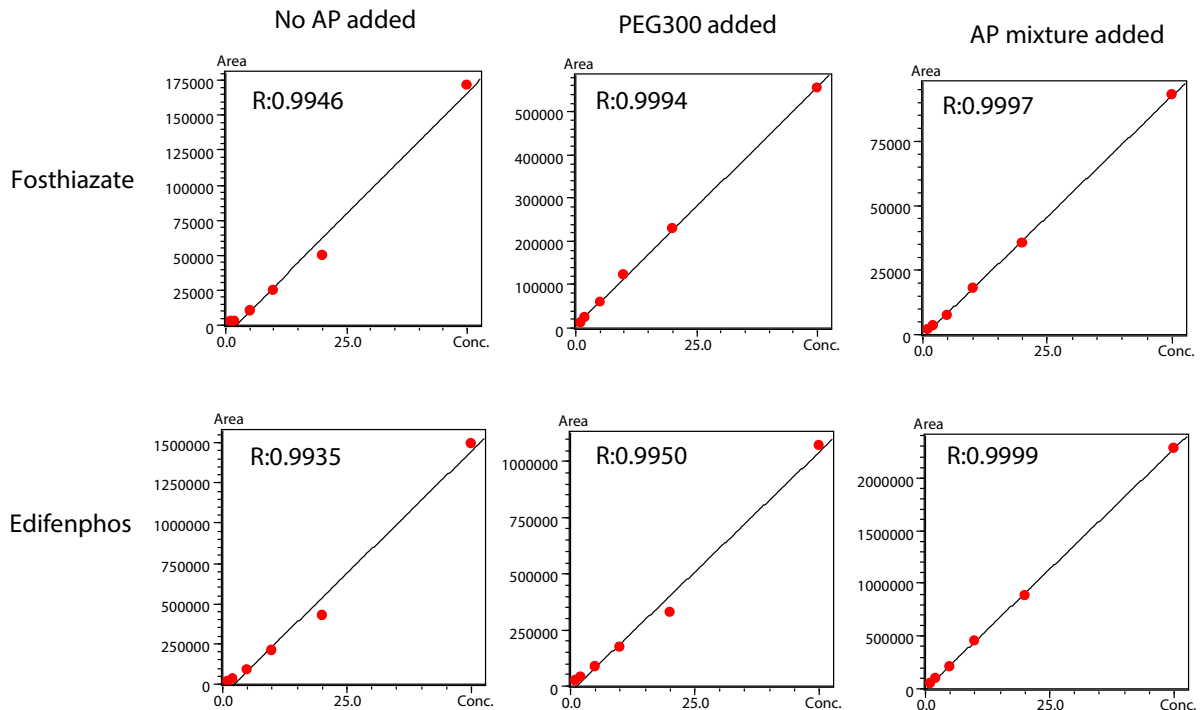 No AP added
PEG300 added
AP mixture added
Fosthiazate
Area
R:0.9946
175000
150000
125000
100000
75000
50000
25000
0
0.0
25.0
Conc.
Area
R:0.9994
500000
400000
300000
200000
100000
0
0.0
25.0
Conc.
Area
R:0.9997
75000
50000
25000
0
0.0
25.0
Conc.
Edifenphos
Area
R:0.9935
1500000
1250000
1000000
750000
500000
250000
0
0.0
25.0
Conc.
Area
R:0.9950
1000000
750000
500000
250000
0
0.0
25.0
Conc.
Area
R:0.9999
2000000
1500000
1000000
500000
0
0.0
25.0
Conc.